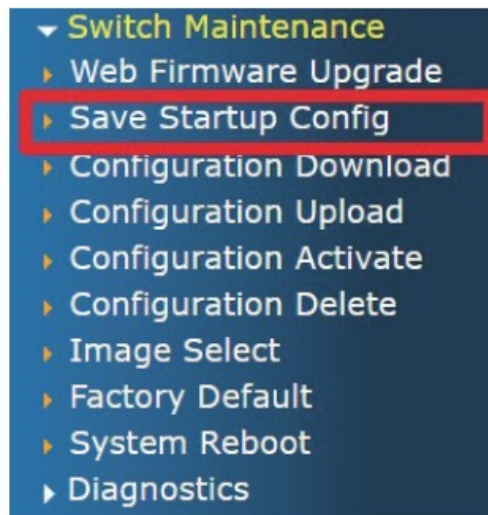 Switch Maintenance
Web Firmware Upgrade
Save Startup Config
Configuration Download
Configuration Upload
Configuration Activate
Configuration Delete
Image Select
Factory Default
System Reboot
Diagnostics